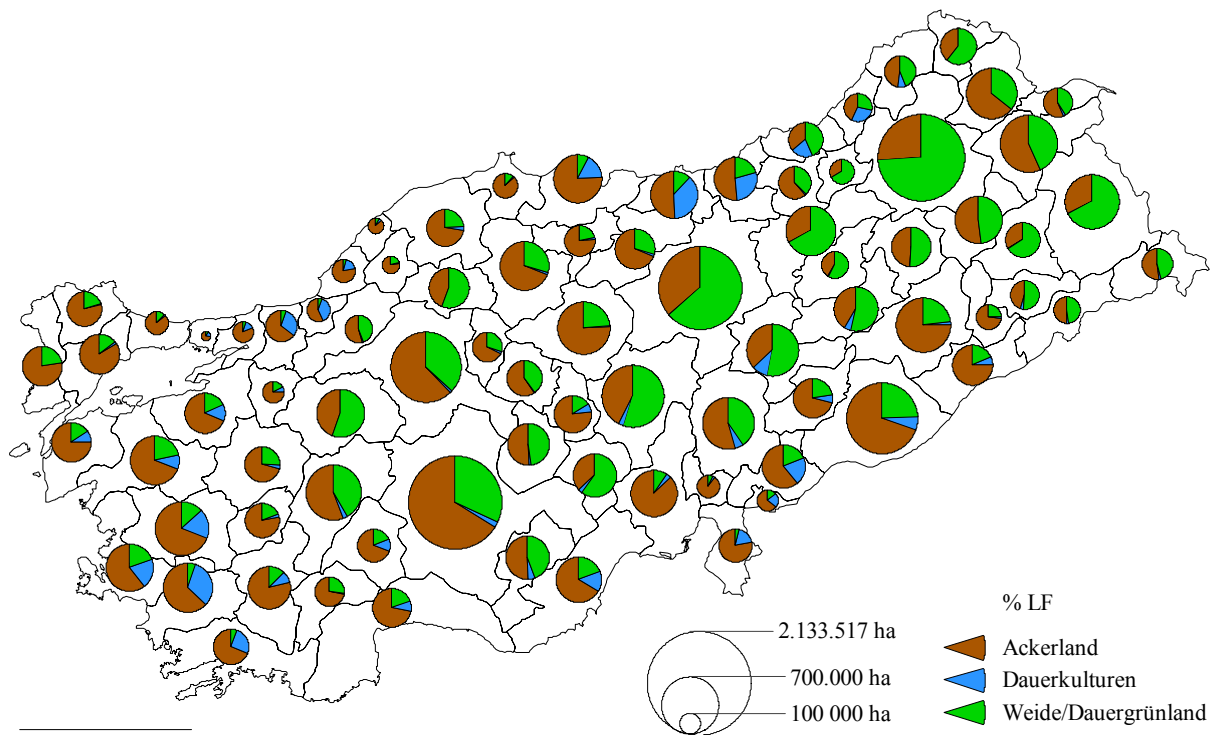 % LF
2.133.517 ha
Ackerland
700.000 ha
Dauerkulturen
100 000 ha
Weide/Dauergrünland